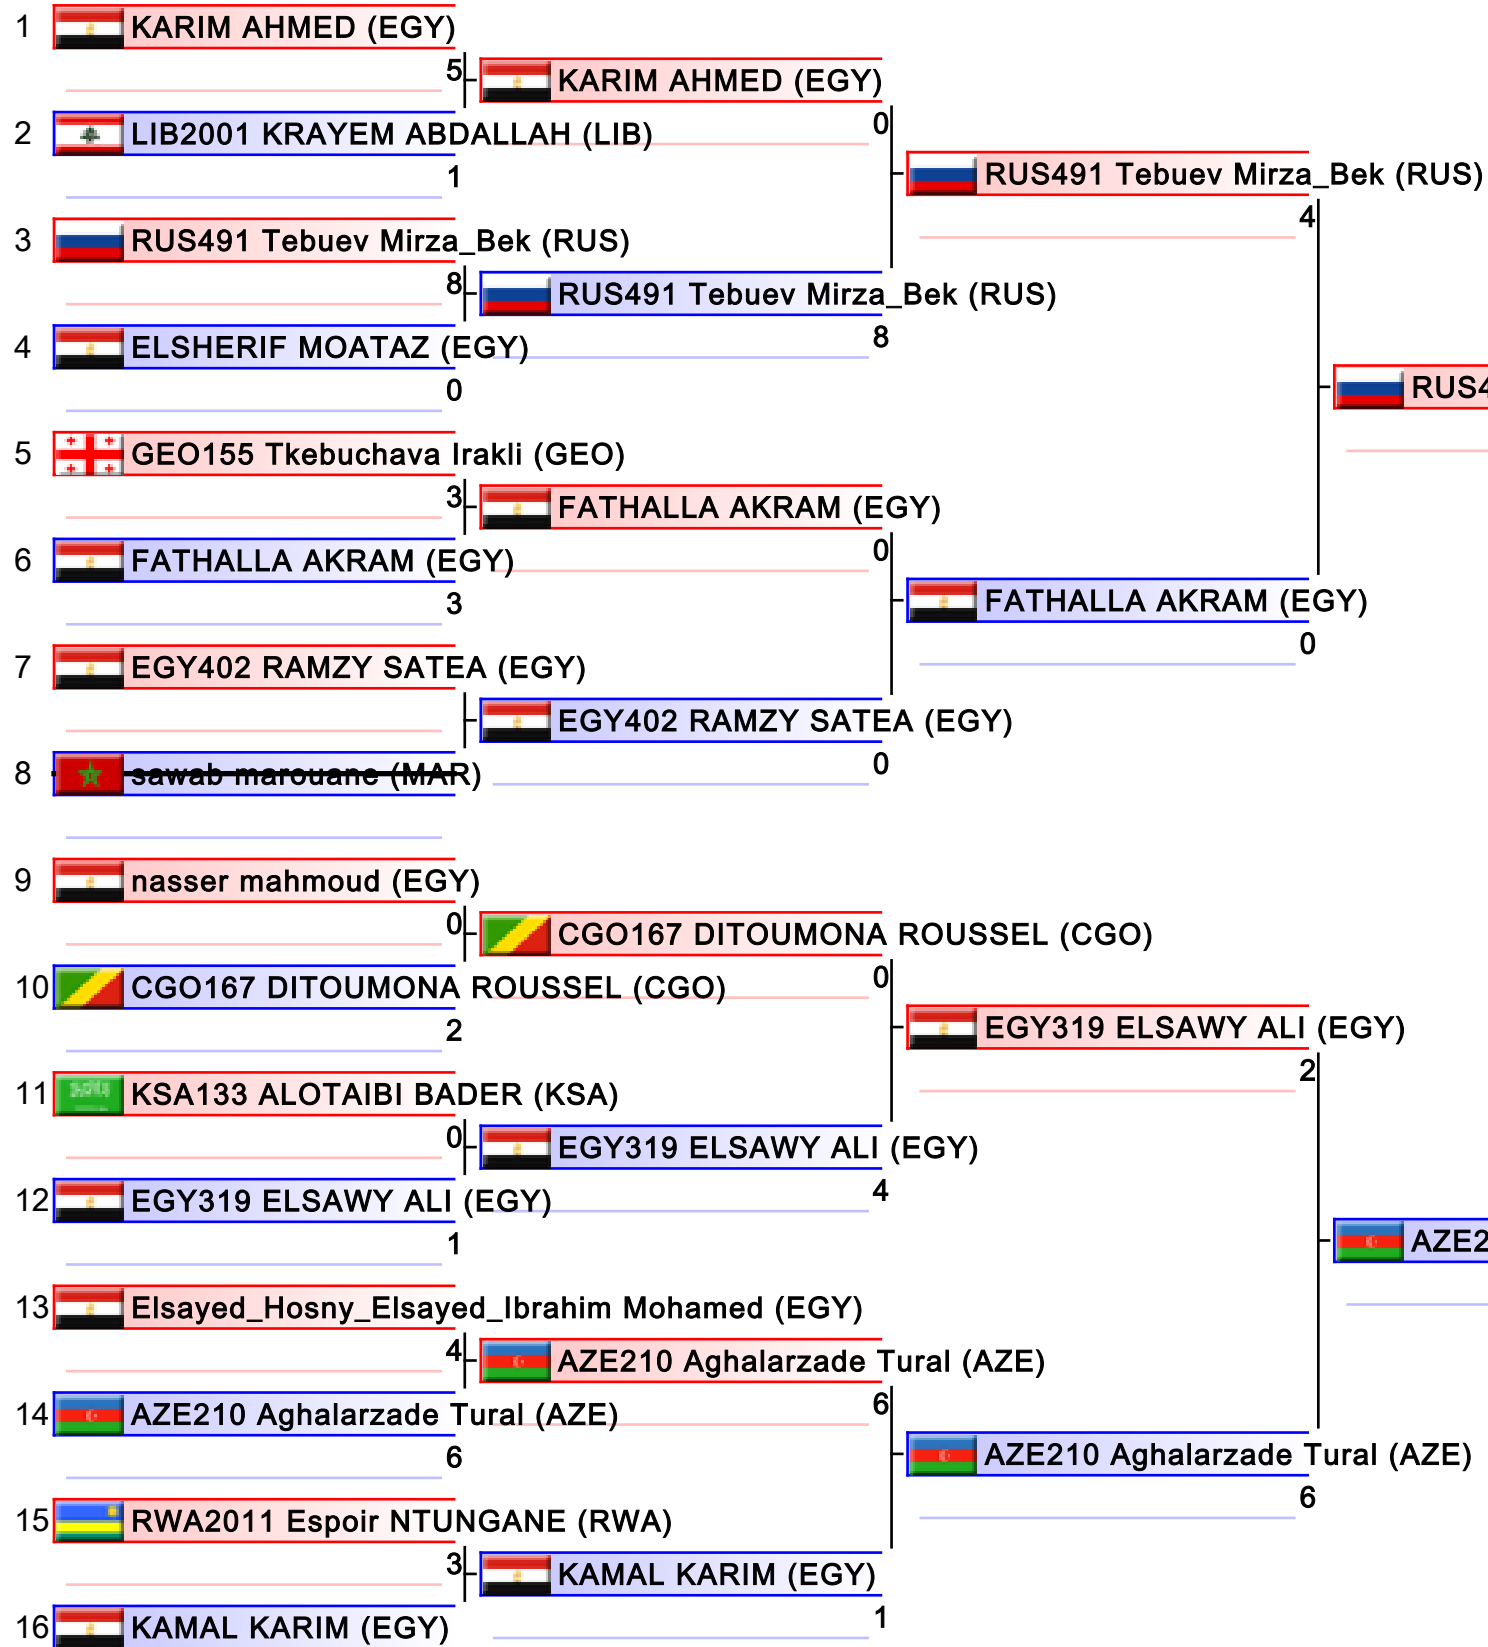 1 KARIM AHMED (EGY)
5 KARIM AHMED (EGY)
0
2 LIB2001 KRAYEM ABDALLAH (LIB)
1
RUS491 Tebuev Mirza_Bek (RUS)
4
3 RUS491 Tebuev Mirza_Bek (RUS)
8 RUS491 Tebuev Mirza_Bek (RUS)
8
4 ELSHERIF MOATAZ (EGY)
0
RUS4
5 GEO155 Tkebuchava Irakli (GEO)
3 FATHALLA AKRAM (EGY)
0
6 FATHALLA AKRAM (EGY)
3
FATHALLA AKRAM (EGY)
0
7 EGY402 RAMZY SATEA (EGY)
EGY402 RAMZY SATEA (EGY)
0
8 sawab marouane (MAR)
9 nasser mahmoud (EGY)
0 CGO167 DITOUMONA ROUSSEL (CGO)
0
10 CGO167 DITOUMONA ROUSSEL (CGO)
2
EGY319 ELSAWY ALI (EGY)
2
11 KSA133 ALOTAIBI BADER (KSA)
0 EGY319 ELSAWY ALI (EGY)
4
12 EGY319 ELSAWY ALI (EGY)
1
AZE2
13 Elsayed_Hosny_Elsayed_Ibrahim Mohamed (EGY)
4 AZE210 Aghalarzade Tural (AZE)
6
14 AZE210 Aghalarzade Tural (AZE)
6
AZE210 Aghalarzade Tural (AZE)
6
15 RWA2011 Espoir NTUNGANE (RWA)
3 KAMAL KARIM (EGY)
1
16 KAMAL KARIM (EGY)